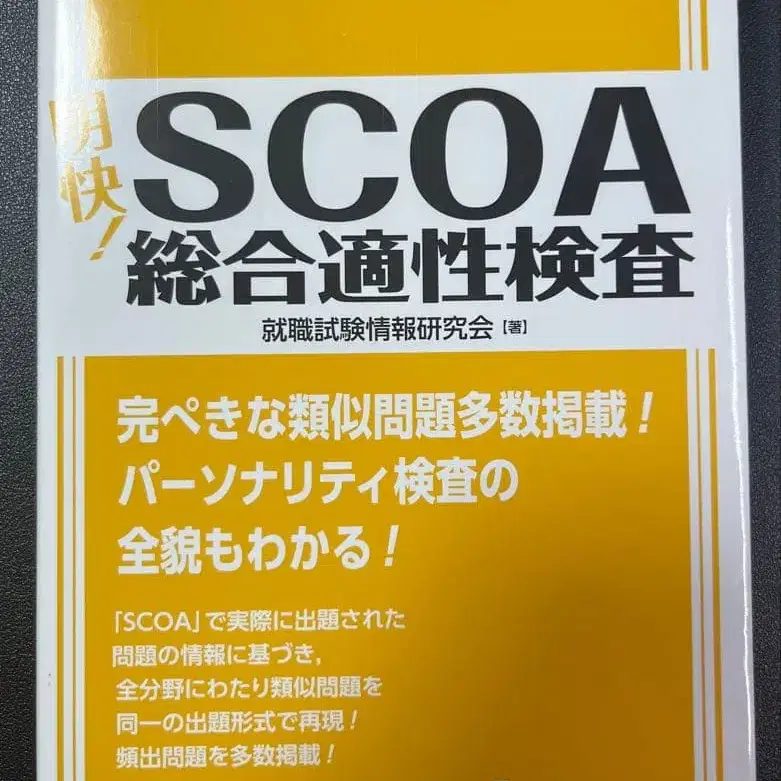 明快!
SCOA
総合適性検査
就職試験情報研究会【著】
完ぺきな類似問題多数掲載!
パーソナリティ検査の
全貌もわかる!
「SCOA」で実際に出題された
問題の情報に基づき,
全分野にわたり類似問題を
同一の出題形式で再現!
頻出問題を多数掲載!